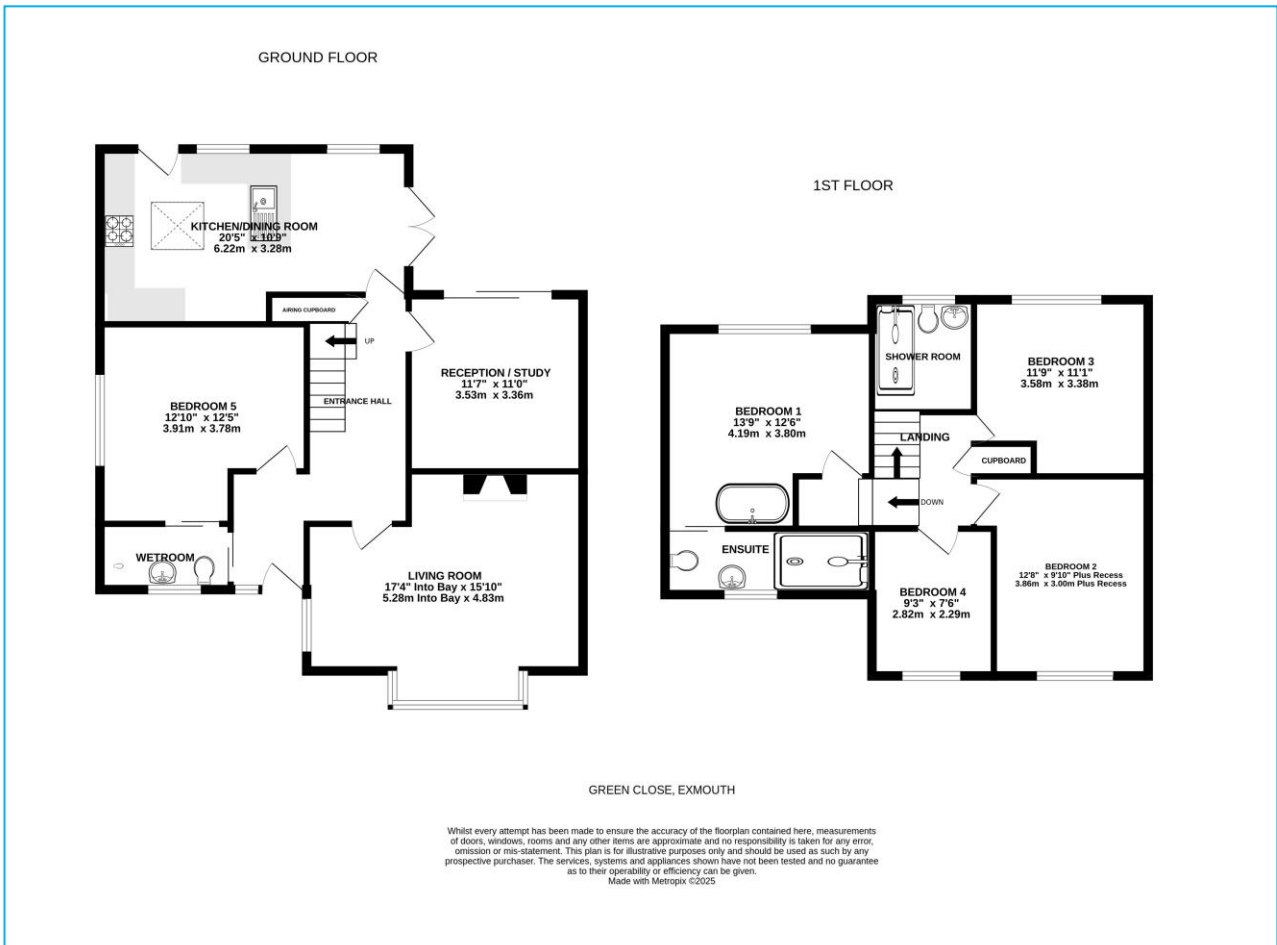 GROUND FLOOR
KITCHEN/DINING ROOM
20'5" x 10'9"
6.22m x 3.28m
AIRING CUPBOARD
UP
RECEPTION / STUDY
11'7" x 11'0"
3.53m x 3.36m
ENTRANCE HALL
BEDROOM 5
12'10" x 12'5"
3.91m x 3.78m
WETROOM
LIVING ROOM
17'4" Into Bay x 15'10"
5.28m Into Bay x 4.83m
1ST FLOOR
SHOWER ROOM
BEDROOM 3
11'9" x 11'1"
3.58m x 3.38m
BEDROOM 1
13'9" x 12'6"
4.19m x 3.80m
LANDING
CUPBOARD
DOWN
ENSUITE
BEDROOM 2
12'8" x 9'10" Plus Recess
3.86m x 3.00m Plus Recess
BEDROOM 4
9'3" x 7'6"
2.82m x 2.29m
GREEN CLOSE, EXMOUTH
Whilst every attempt has been made to ensure the accuracy of the floorplan contained here, measurements
of doors, windows, rooms and any other items are approximate and no responsibility is taken for any error,
omission or mis-statement. This plan is for illustrative purposes only and should be used as such by any
prospective purchaser. The services, systems and appliances shown have not been tested and no guarantee
as to their operability or efficiency can be given.
Made with Metropix ©2025